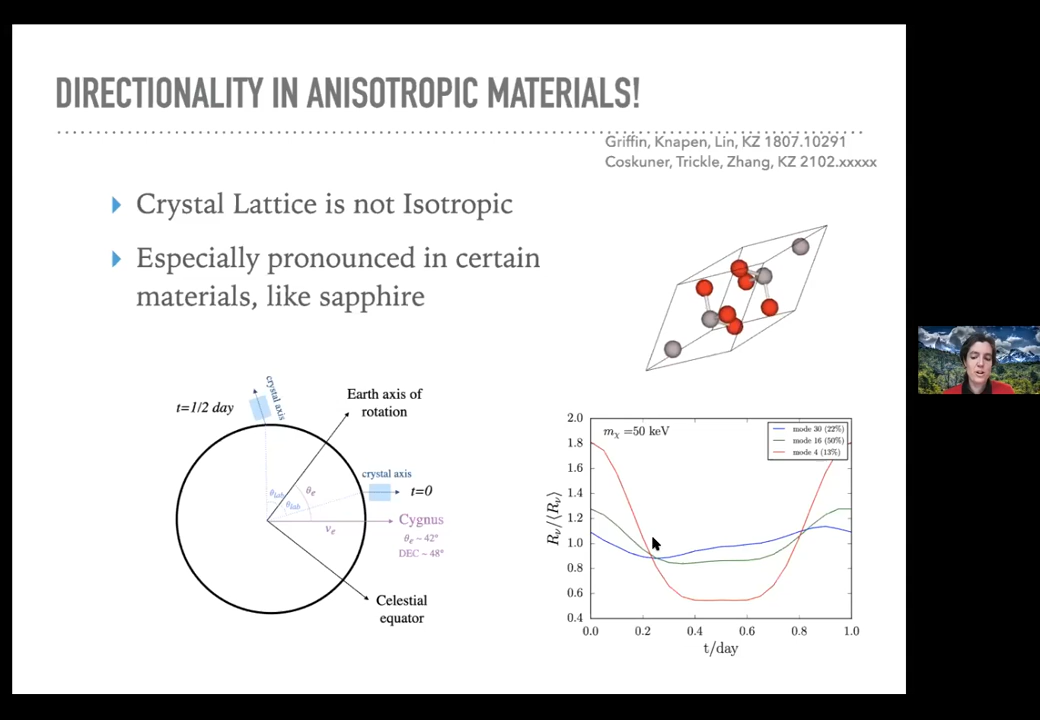 DIRECTIONALITY IN ANISOTROPIC MATERIALS!
Griffin, Knapen, Lin, KZ 1807.10291
Coskuner, Trickle, Zhang, KZ 2102.xxxxx
Crystal Lattice is not Isotropic
Especially pronounced in certain
materials, like sapphire
t=1/2 day
crystal axis
Earth axis of
rotation
crystal axis
t=0
θlab
θlab
θe
ve
Cygnus
θe ~ 42°
DEC ~ 48°
Celestial
equator
mχ =50 keV
mode 30 (22%)
mode 16 (50%)
mode 4 (13%)
Rν/⟨Rν⟩
2.0
1.8
1.6
1.4
1.2
1.0
0.8
0.6
0.4
0.0 0.2 0.4 0.6 0.8 1.0
t/day